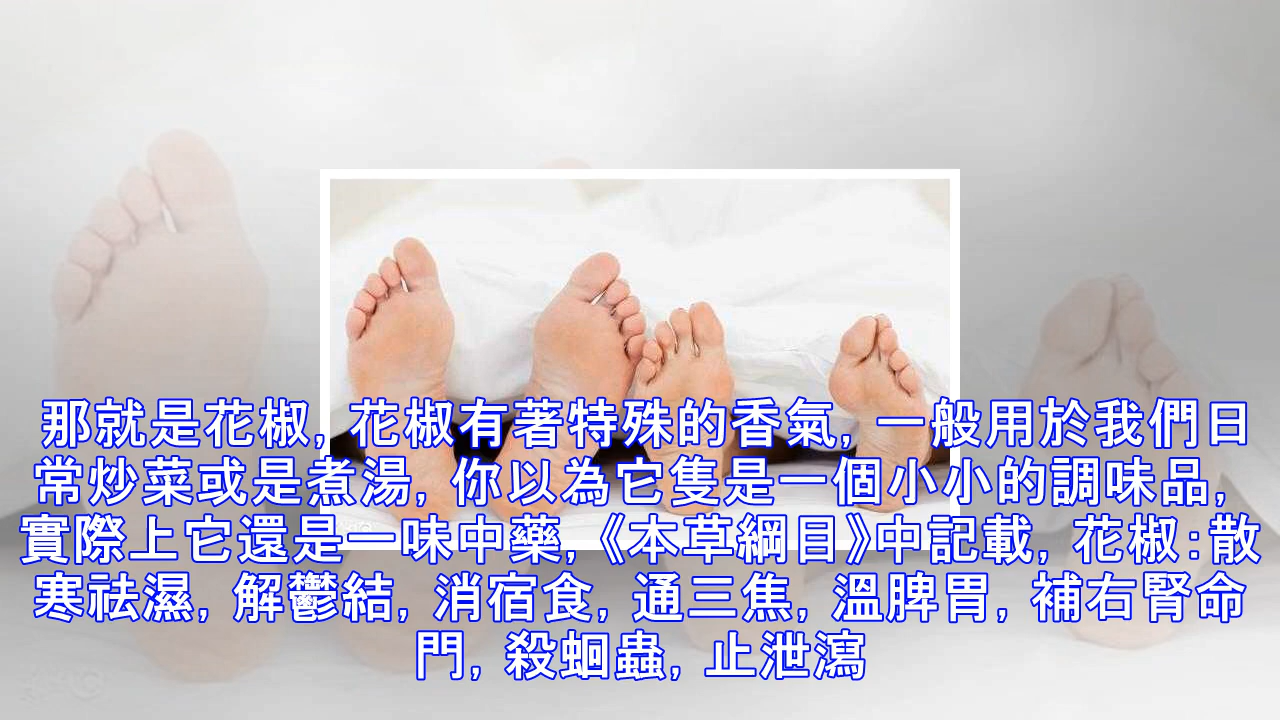 那就是花椒, 花椒有著特殊的香氣, 一般用於我們日
常炒菜或是煮湯, 你以為它隻是一個小小的調味品,
實際上它還是一味中藥,《本草綱目》中記載, 花椒:散
寒祛濕, 解鬱結, 消宿食, 通三焦, 溫脾胃, 補右腎命
門, 殺蛔蟲, 止泄瀉